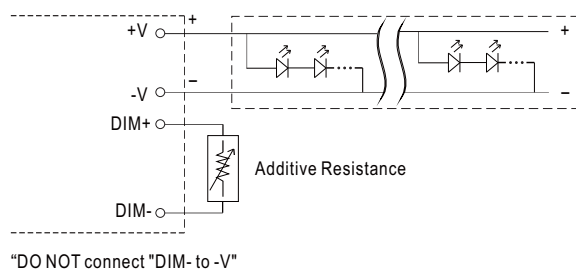 +
+V
+
−
-V
−
DIM+
Additive Resistance
DIM-
“DO NOT connect "DIM- to -V"